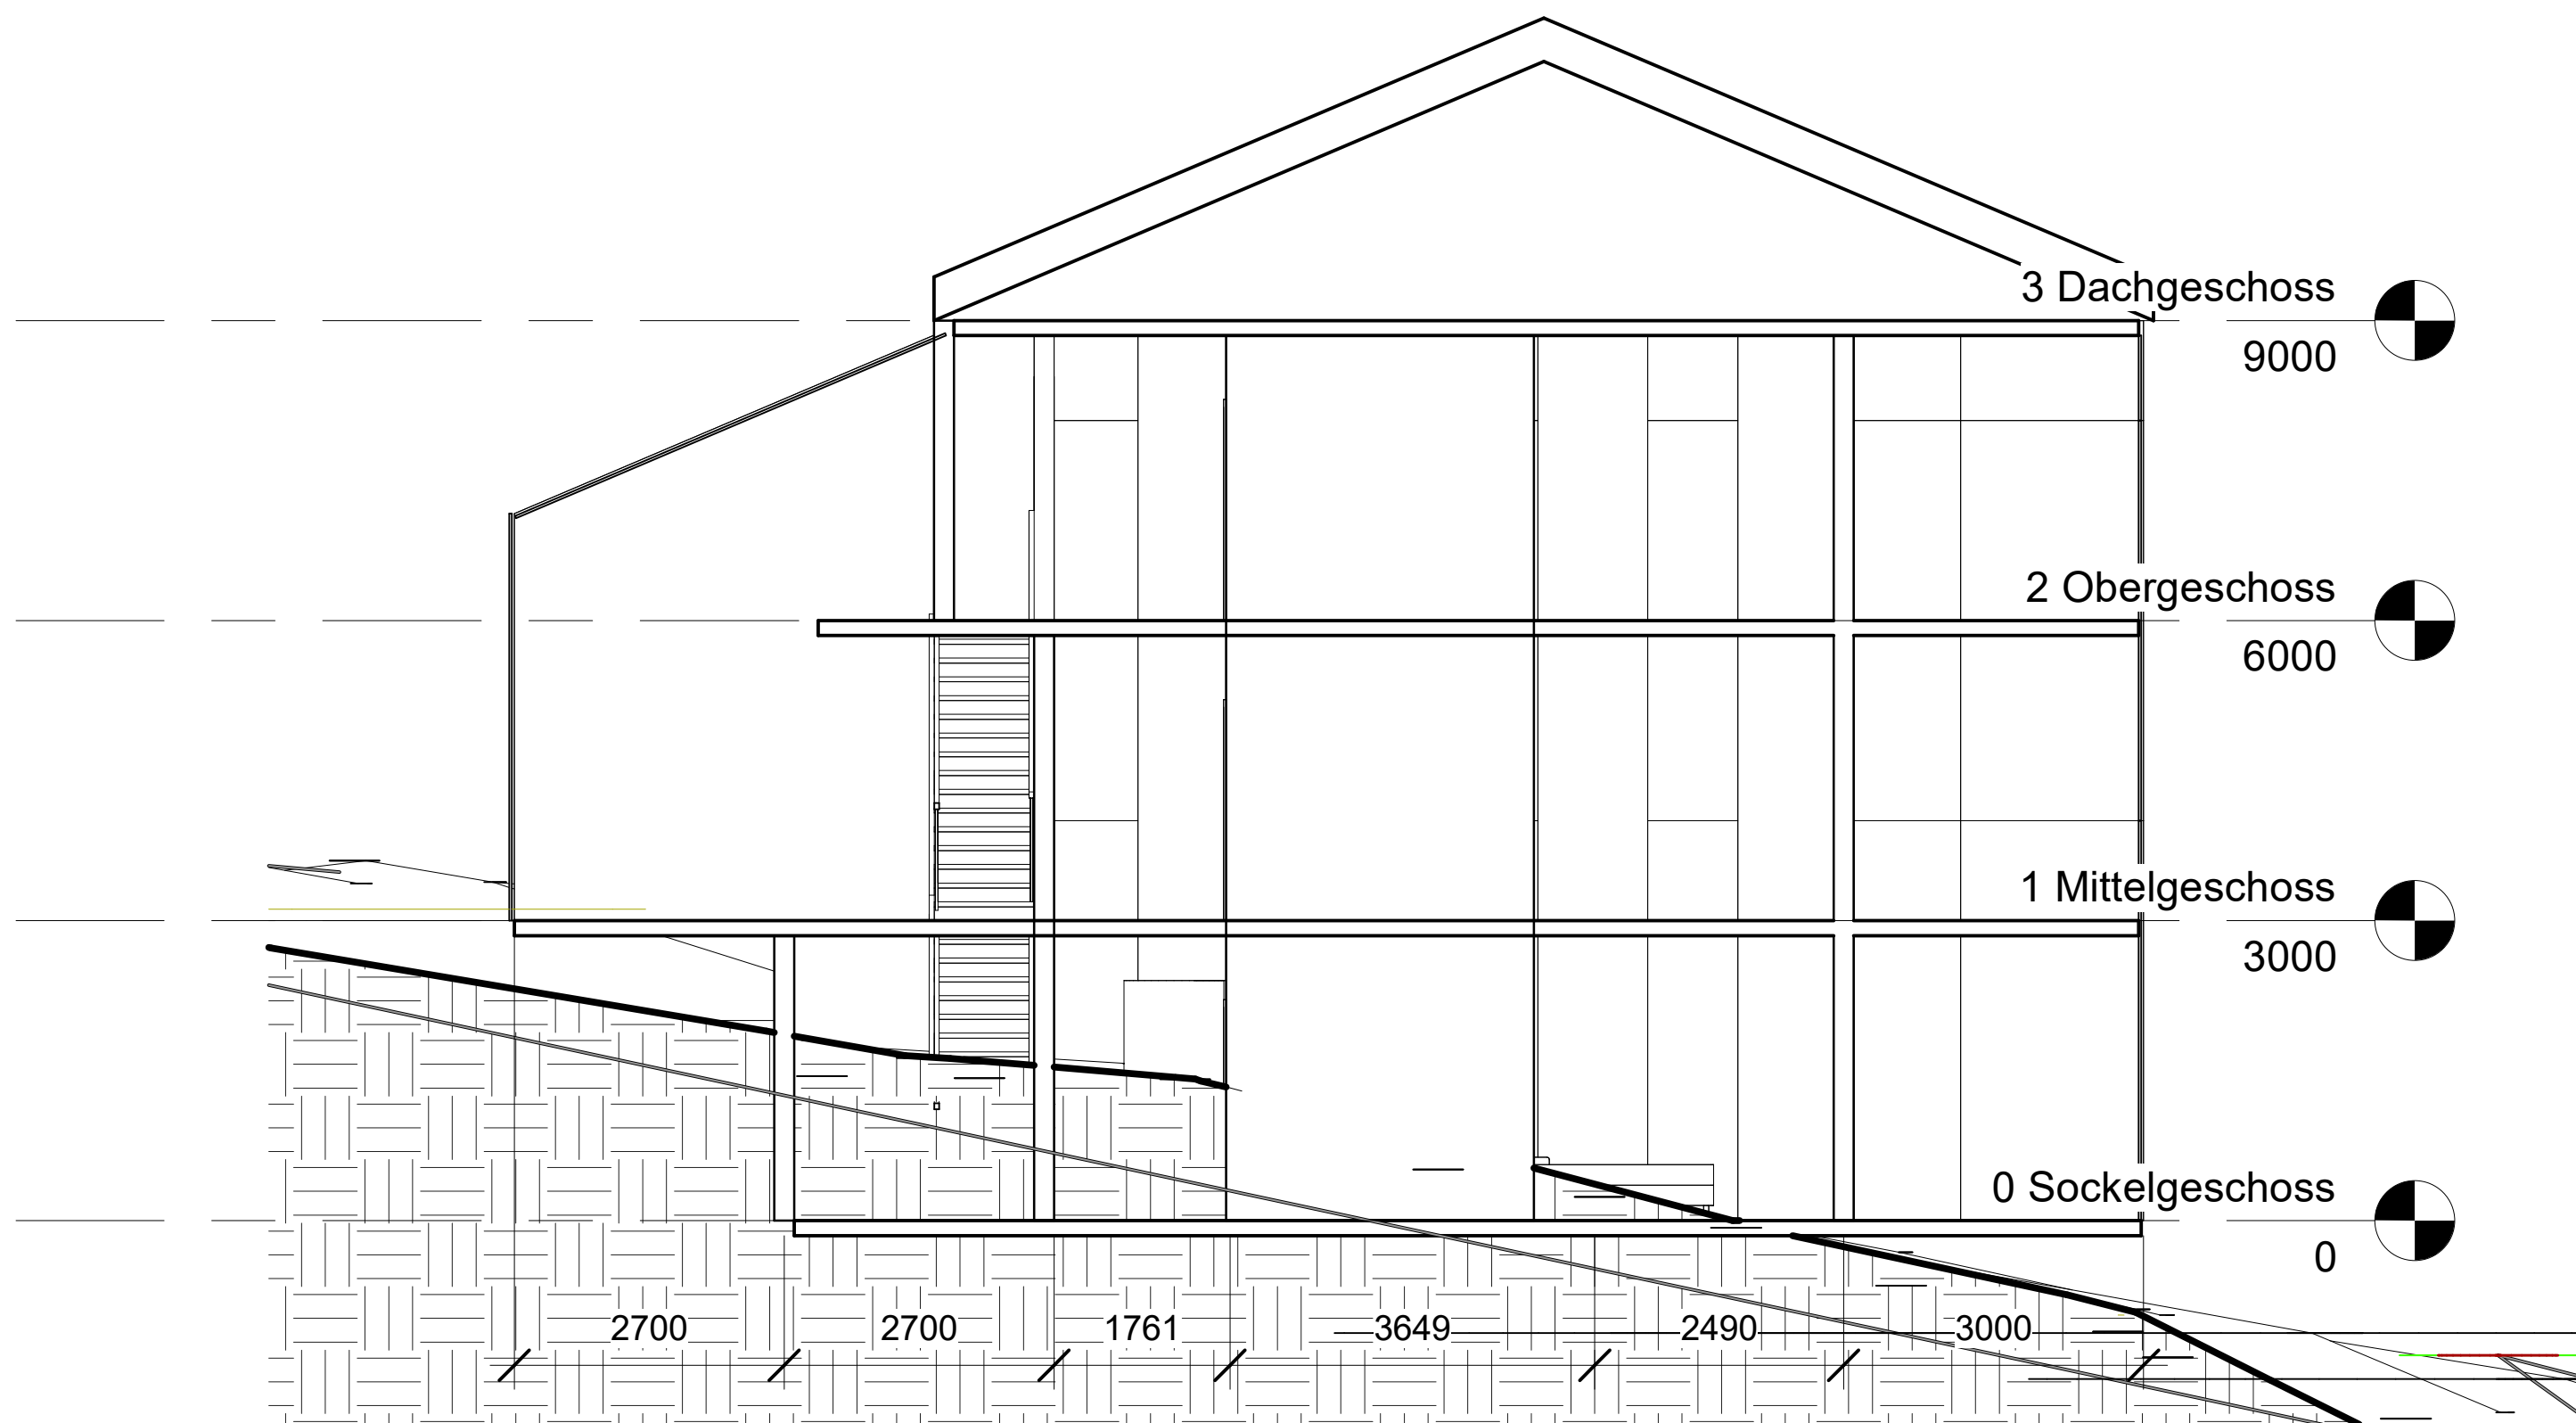 3 Dachgeschoss
9000
2 Obergeschoss
6000
1 Mittelgeschoss
3000
0 Sockelgeschoss
0
2700 2700 1761 3649 2490 3000